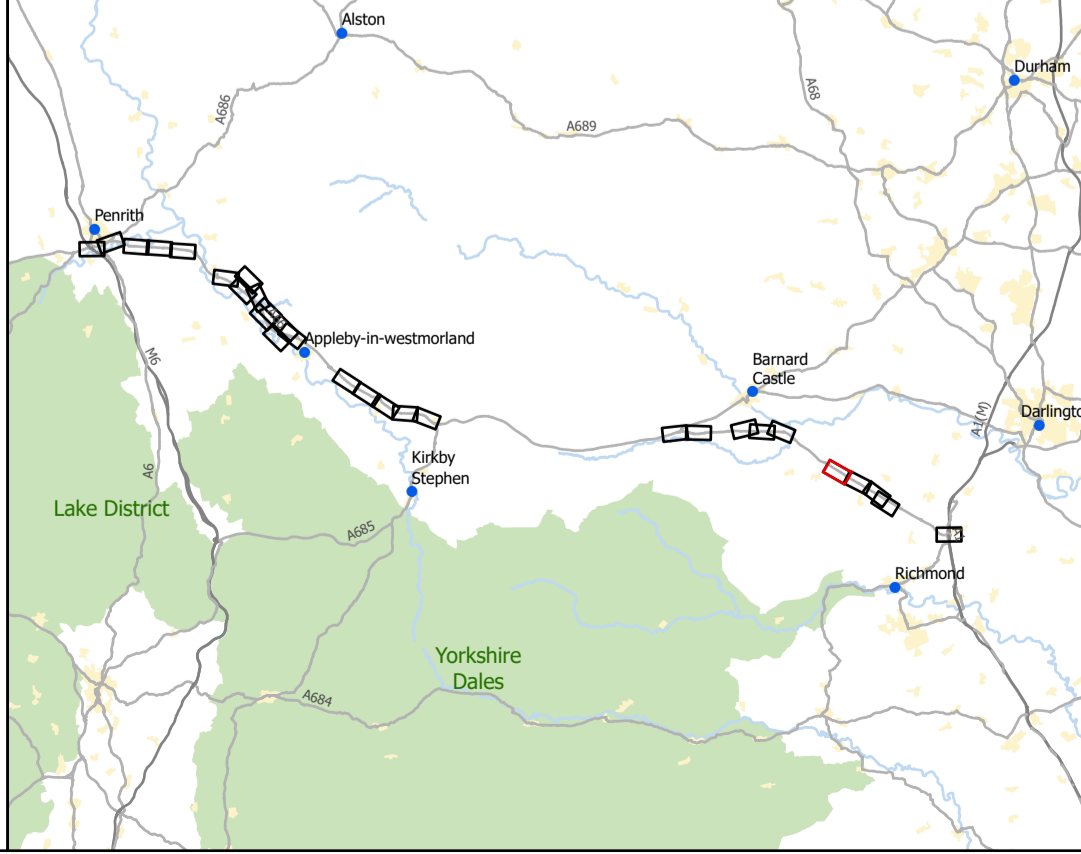 Alston
Durham
A68
A686
A689
Penrith
Appleby-in-westmorland
M6
Barnard
Castle
A1(M)
Darlingto
A6
Kirkby
Stephen
Lake District
A685
Richmond
Yorkshire
Dales
A684